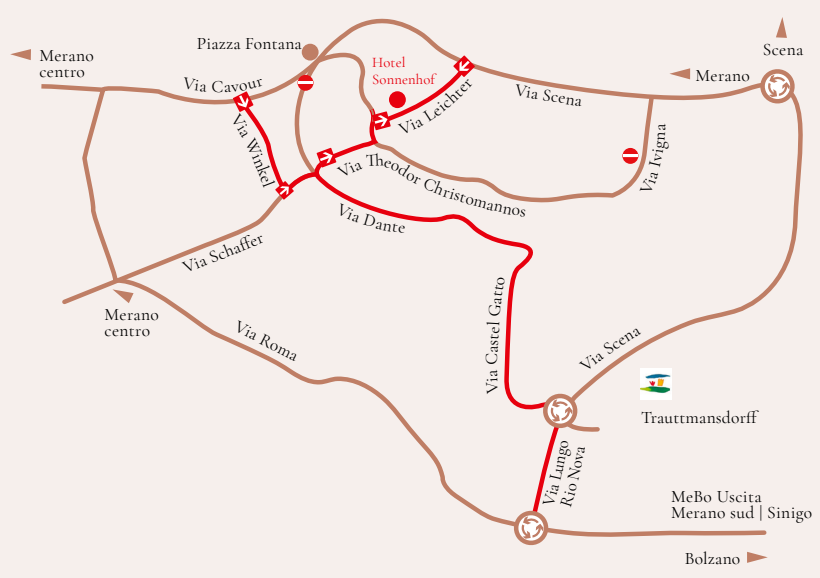 Piazza Fontana
Scena
Merano
centro
Hotel
Sonnenhof
Merano
Via Cavour
Via Scena
Via Leichter
Via Winkel
Via Ivigna
Via Theodor Christomannos
Via Dante
Via Schaffer
Merano
centro
Via Castel Gatto
Via Roma
Via Scena
Trauttmansdorff
Via Lungo
Rio Nova
MeBo Uscita
Merano sud | Sinigo
Bolzano